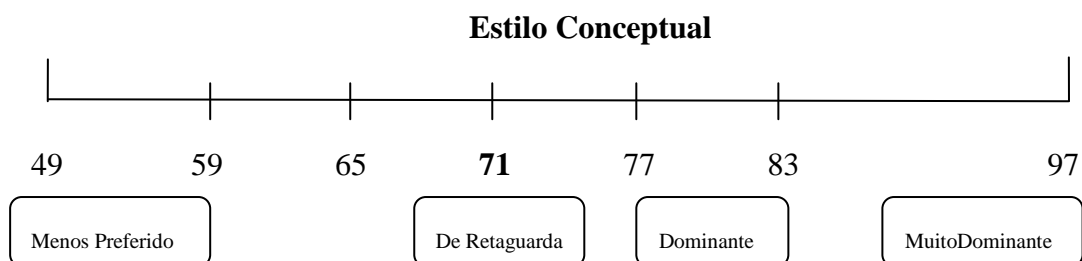 Estilo Conceptual
49 59 65 71 77 83 97
Menos Preferido De Retaguarda Dominante MuitoDominante